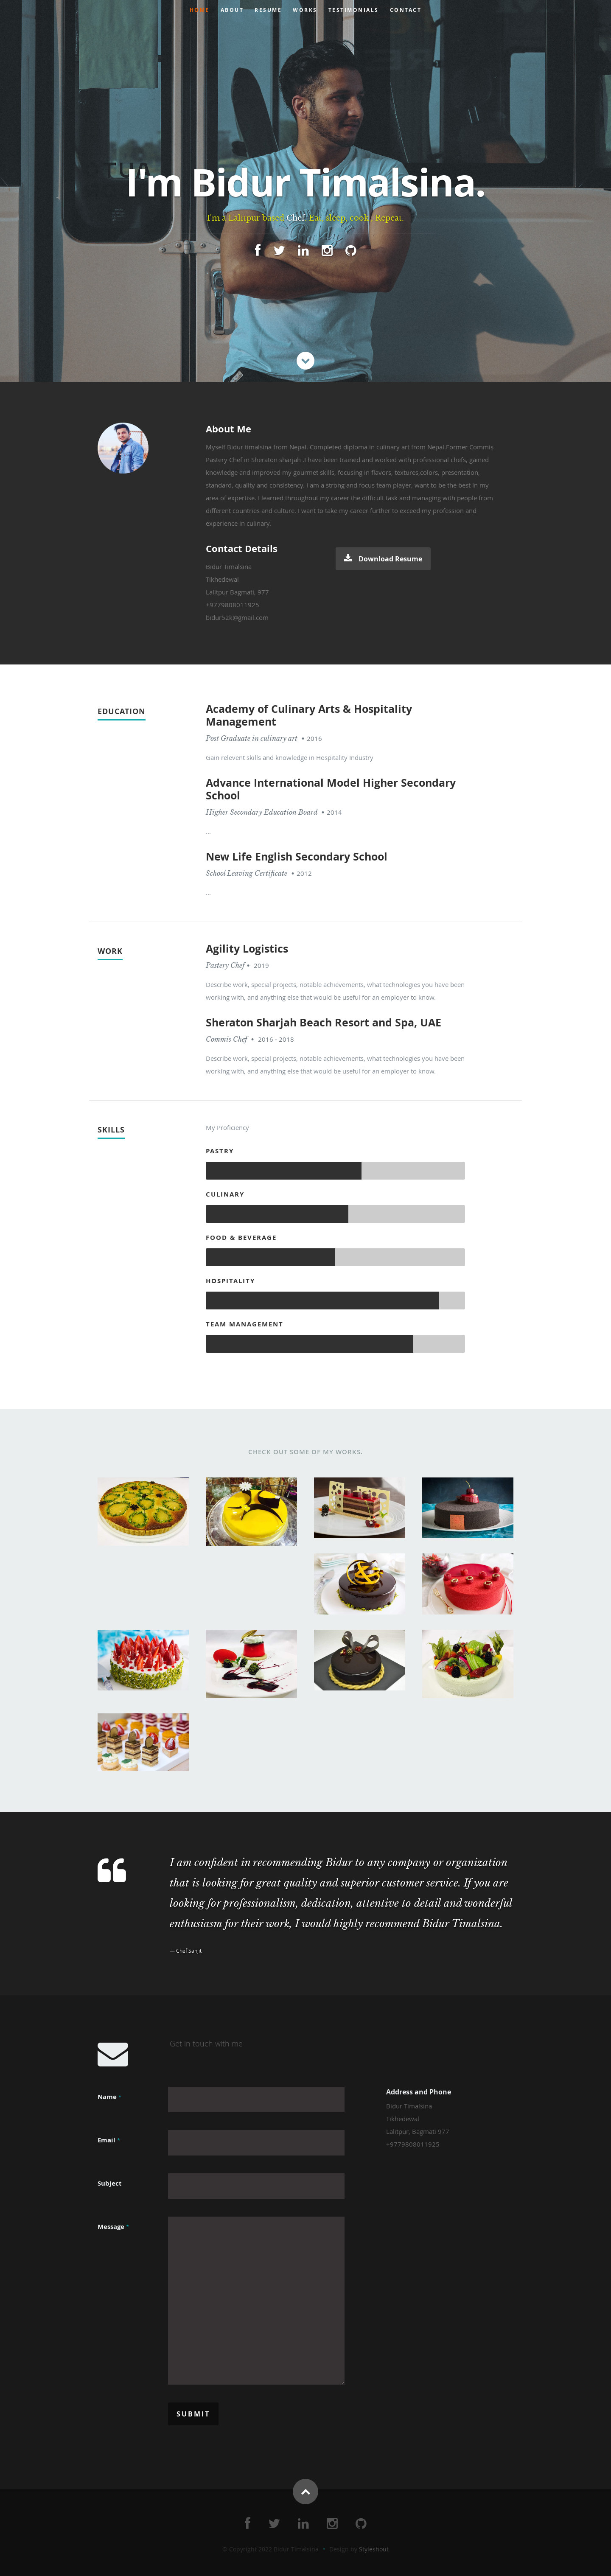 HOME ABOUT RESUME WORKS TESTIMONIALS CONTACT
I'm Bidur Timalsina.
I'm a Lalitpur based Chef. Eat, sleep, cook , Repeat.
About Me
Myself Bidur timalsina from Nepal. Completed diploma in culinary art from Nepal.Former Commis
Pastery Chef in Sheraton sharjah .I have been trained and worked with professional chefs, gained
knowledge and improved my gourmet skills, focusing in flavors, textures,colors, presentation,
standard, quality and consistency. I am a strong and focus team player, want to be the best in my
area of expertise. I learned throughout my career the difficult task and managing with people from
different countries and culture. I want to take my career further to exceed my profession and
experience in culinary.
Contact Details
Bidur Timalsina
Tikhedewal
Lalitpur Bagmati, 977
+9779808011925
bidur52k@gmail.com
Download Resume
EDUCATION
Academy of Culinary Arts & Hospitality
Management
Post Graduate in culinary art • 2016
Gain relevent skills and knowledge in Hospitality Industry
Advance International Model Higher Secondary
School
Higher Secondary Education Board • 2014
...
New Life English Secondary School
School Leaving Certificate • 2012
...
WORK
Agility Logistics
Pastery Chef • 2019
Describe work, special projects, notable achievements, what technologies you have been
working with, and anything else that would be useful for an employer to know.
Sheraton Sharjah Beach Resort and Spa, UAE
Commis Chef • 2016 - 2018
Describe work, special projects, notable achievements, what technologies you have been
working with, and anything else that would be useful for an employer to know.
SKILLS
My Proficiency
PASTRY
CULINARY
FOOD & BEVERAGE
HOSPITALITY
TEAM MANAGEMENT
CHECK OUT SOME OF MY WORKS.
I am confident in recommending Bidur to any company or organization
that is looking for great quality and superior customer service. If you are
looking for professionalism, dedication, attentive to detail and wonderful
enthusiasm for their work, I would highly recommend Bidur Timalsina.
— Chef Sanjit
Get in touch with me
Name *
Email *
Subject
Message *
SUBMIT
Address and Phone
Bidur Timalsina
Tikhedewal
Lalitpur, Bagmati 977
+9779808011925
© Copyright 2022 Bidur Timalsina • Design by Styleshout